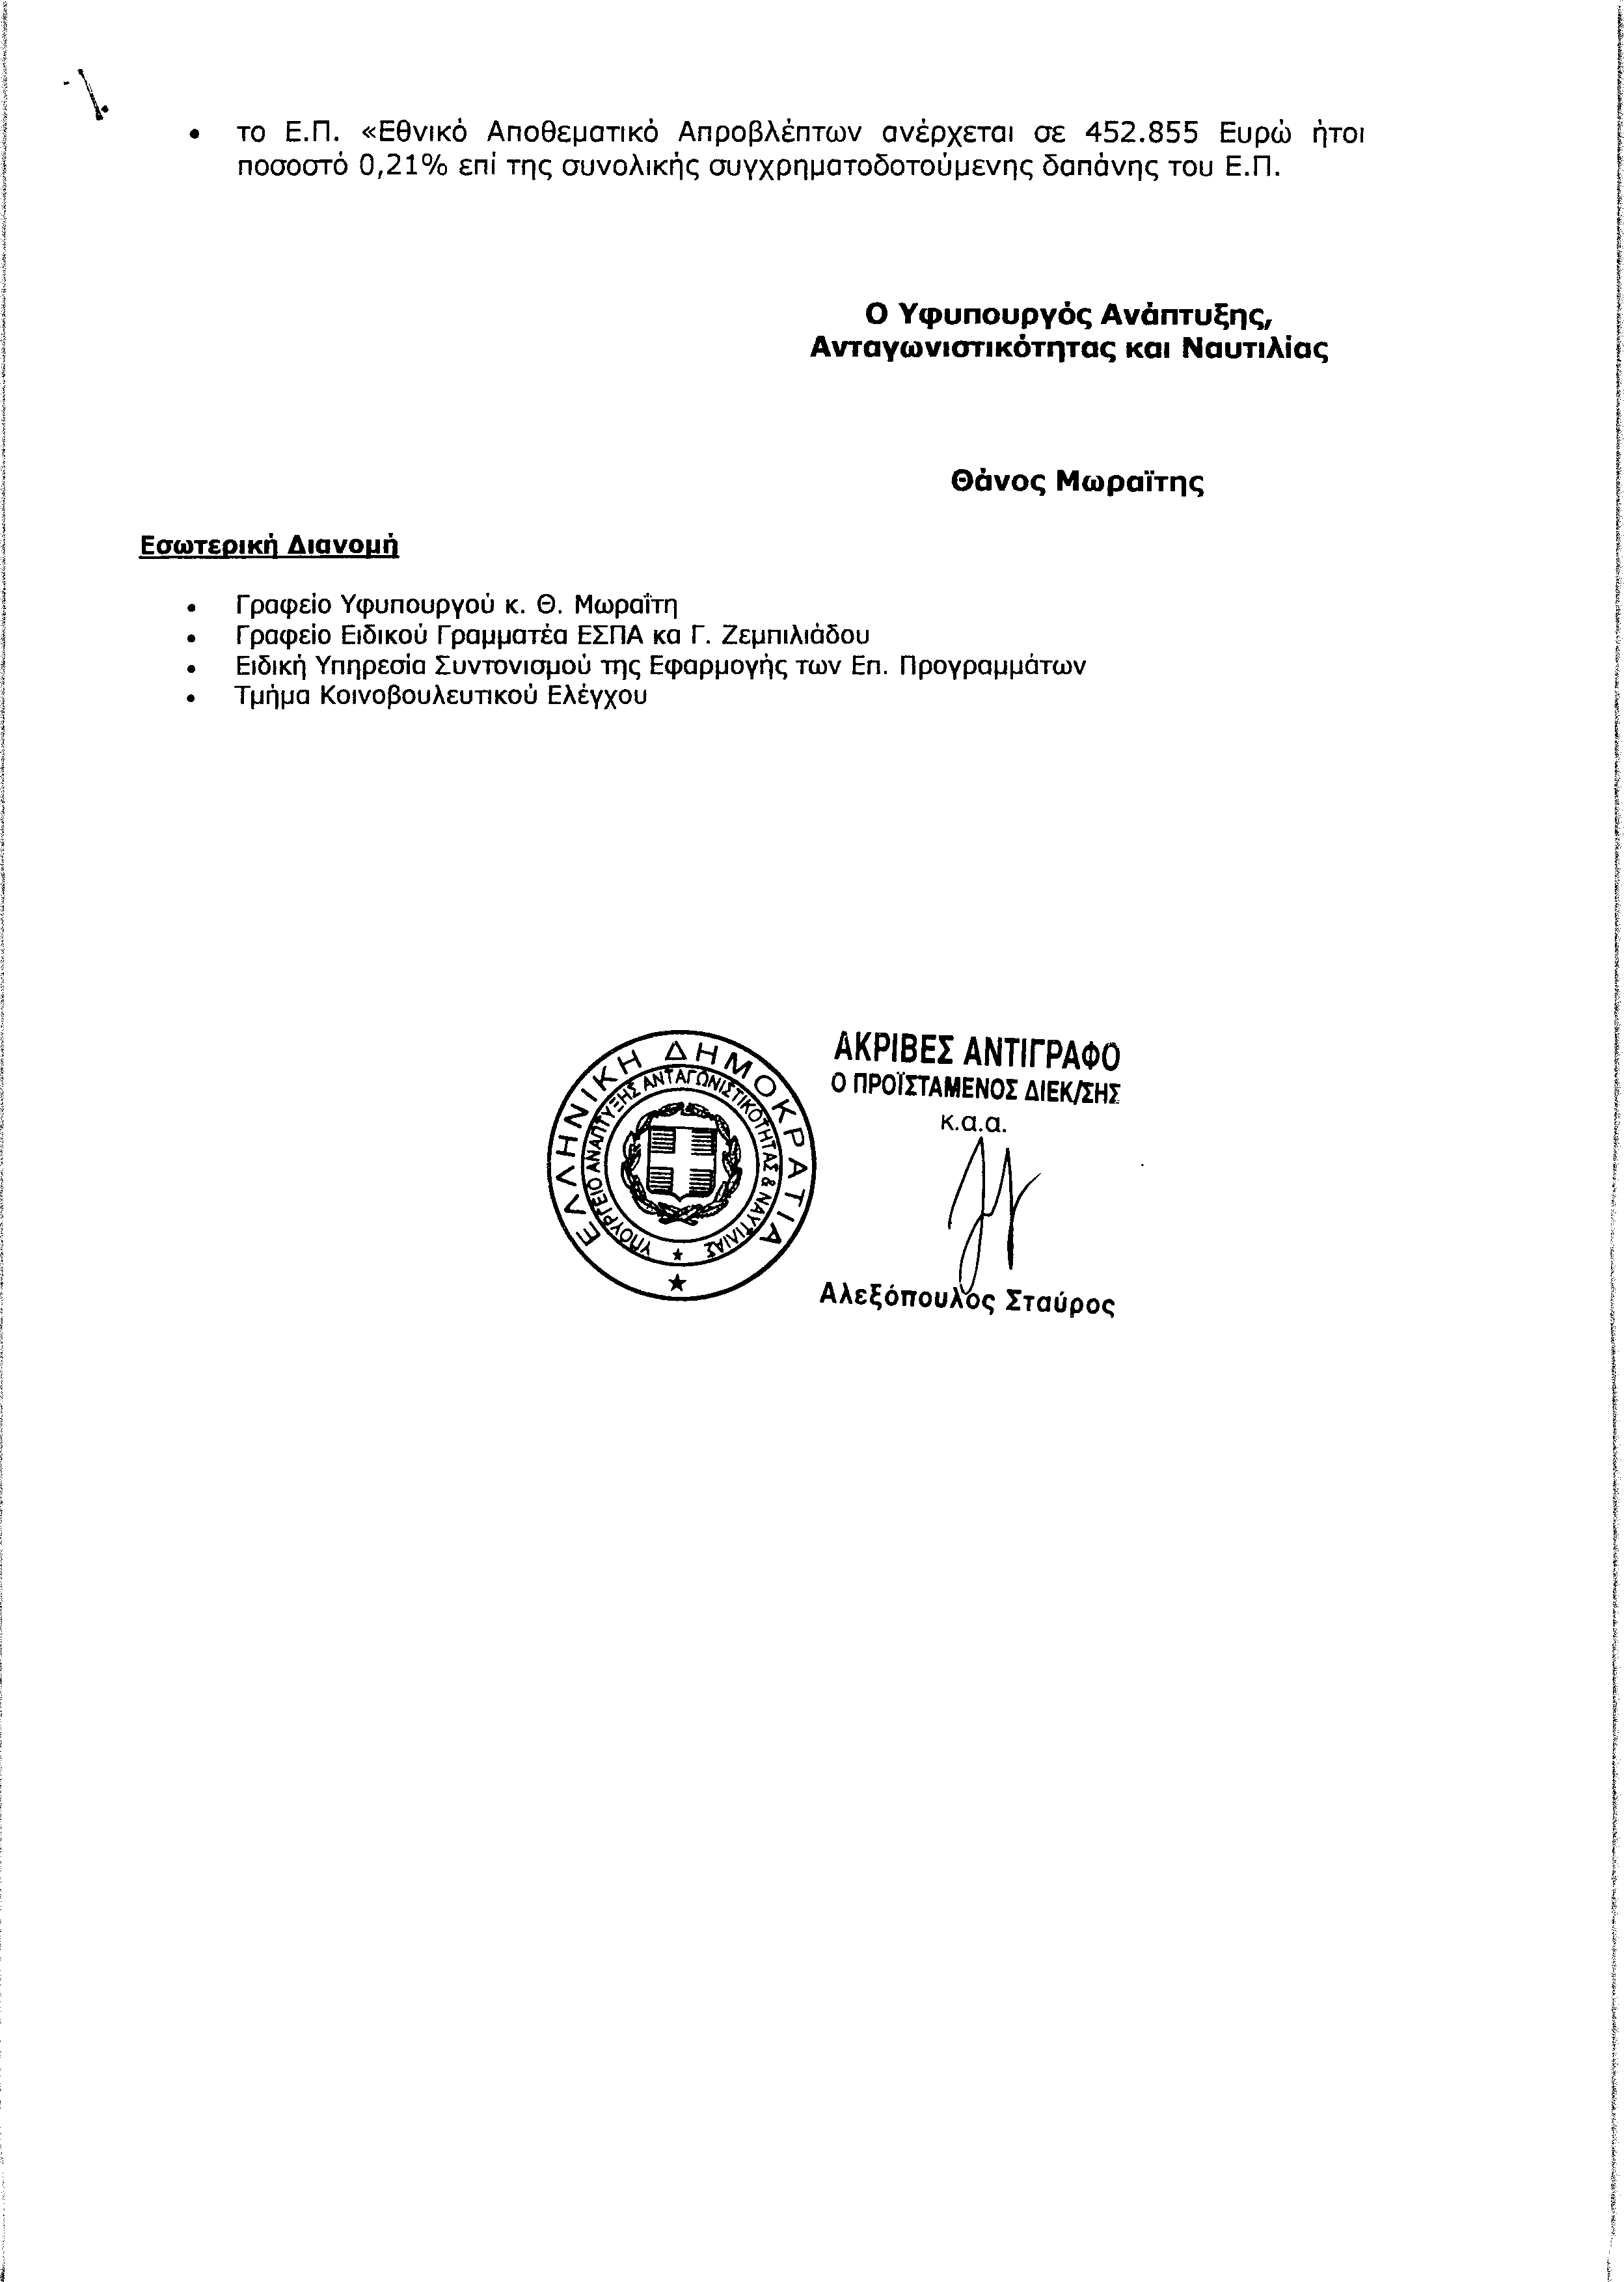 • το Ε.Π. «Εθνικό Αποθεματικό Απροβλέπτων ανέρχεται σε 452.855 Ευρώ ήτοι
ποσοστό 0,21% επί της συνολικής συγχρηματοδοτούμενης δαπάνης του Ε.Π.
Ο Υφυπουργός Ανάπτυξης,
Ανταγωνιστικότητας και Ναυτιλίας
Θάνος Μωραϊτης
Εσωτερική Διανομή
• Γραφείο Υφυπουργού κ. Θ. Μωραΐτη
• Γραφείο Ειδικού Γραμματέα ΕΣΠΑ κα Γ. Ζεμπιλιάδου
• Ειδική Υπηρεσία Συντονισμού της Εφαρμογής των Επ. Προγραμμάτων
• Τμήμα Κοινοβουλευτικού Ελέγχου
ΕΛΛΗΝΙΚΗ ΔΗΜΟΚΡΑΤΙΑ
ΥΠΟΥΡΓΕΙΟ ΑΝΑΠΤΥΞΗΣ ΑΝΤΑΓΩΝΙΣΤΙΚΟΤΗΤΑΣ & ΝΑΥΤΙΛΙΑΣ
ΑΚΡΙΒΕΣ ΑΝΤΙΓΡΑΦΟ
Ο ΠΡΟΪΣΤΑΜΕΝΟΣ ΔΙΕΚ/ΣΗΣ
κ.α.α.
Αλεξόπουλος Σταύρος